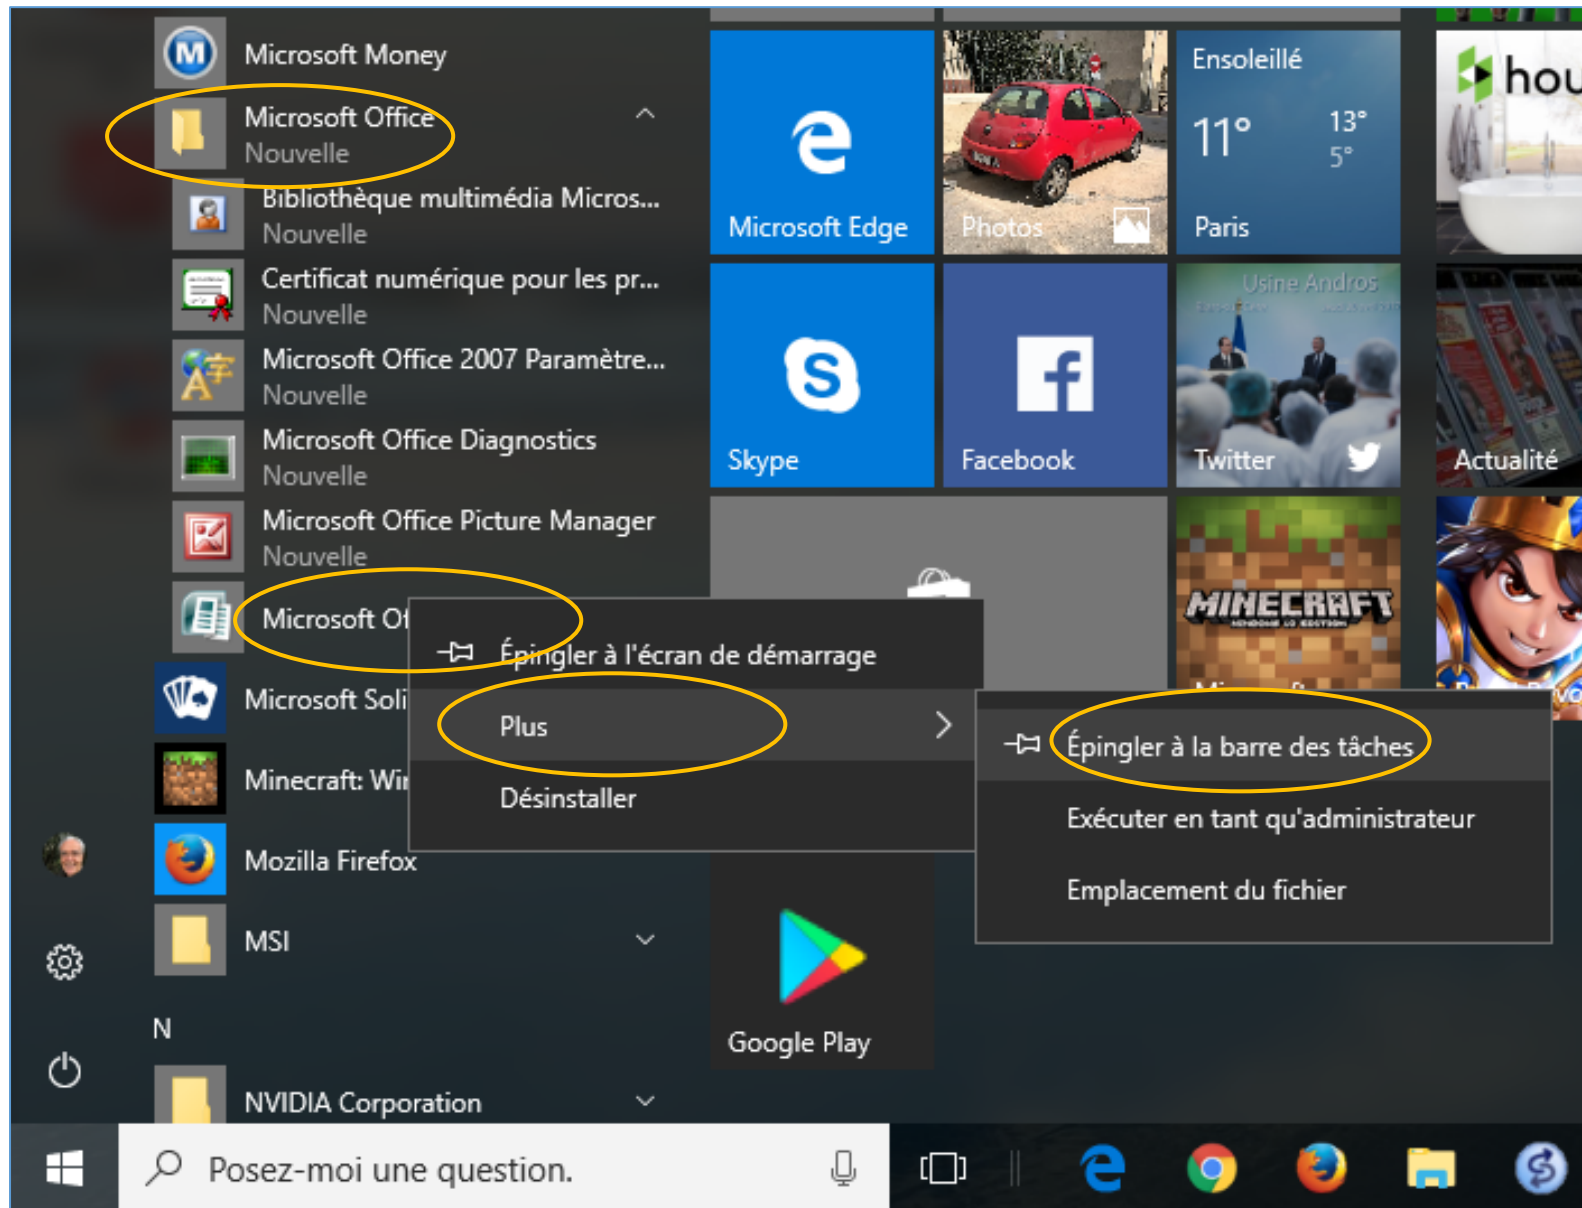 Microsoft Money
Microsoft Office
Nouvelle
Bibliothèque multimédia Micros...
Nouvelle
Certificat numérique pour les pr...
Nouvelle
Microsoft Office 2007 Paramètre...
Nouvelle
Microsoft Office Diagnostics
Nouvelle
Microsoft Office Picture Manager
Nouvelle
Microsoft Of
Microsoft Soli
Minecraft: Wi
Mozilla Firefox
MSI
N
NVIDIA Corporation
Épingler à l'écran de démarrage
Plus
Désinstaller
Épingler à la barre des tâches
Exécuter en tant qu'administrateur
Emplacement du fichier
Microsoft Edge
Photos
Ensoleillé
11°
13°
5°
Paris
hou
Skype
Facebook
Usine Andros
Twitter
Actualité
MINECRAFT
WINDOWS 10 EDITION
Google Play
Posez-moi une question.